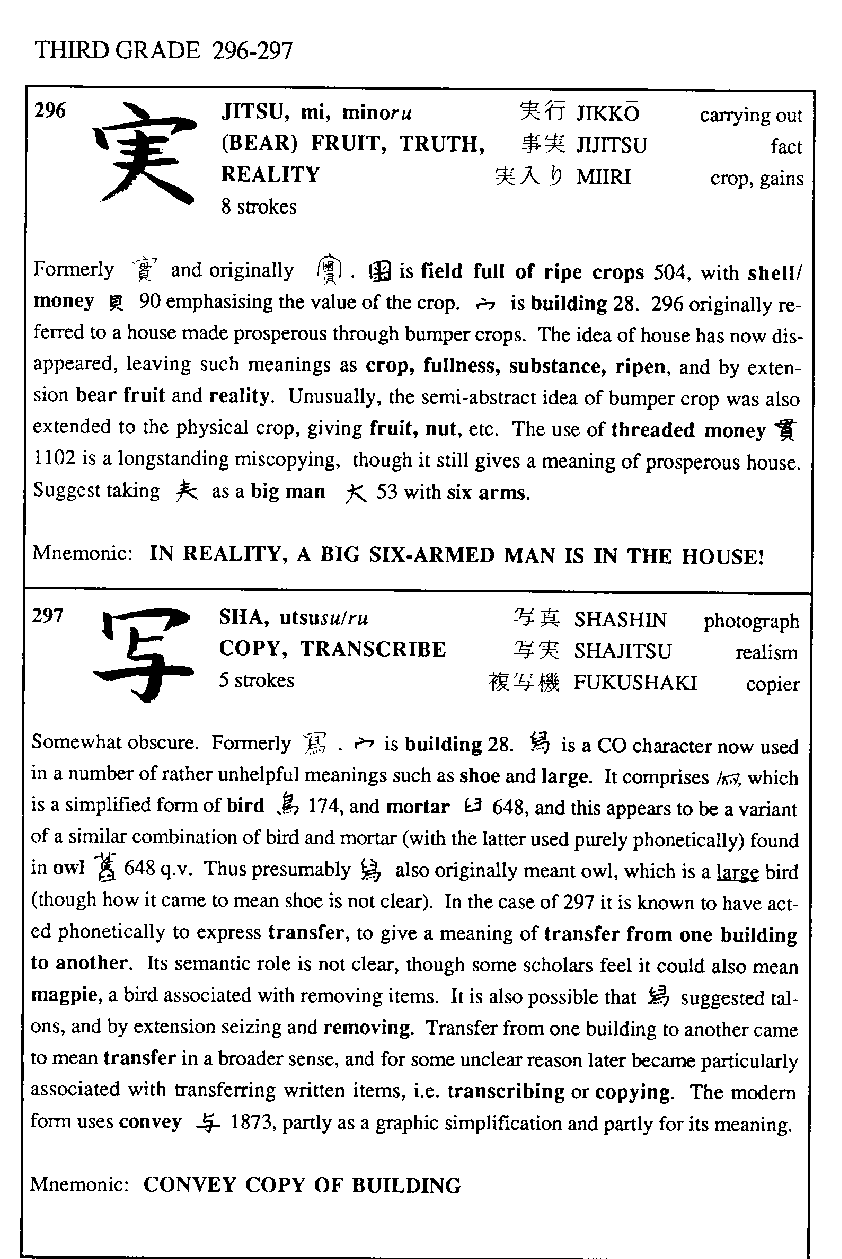 THIRD GRADE 296-297
296 実 JITSU, mi, minoru 実行 JIKKŌ carrying out
(BEAR) FRUIT, TRUTH, 事実 JIJITSU fact
REALITY 実入り MIIRI crop, gains
8 strokes
Formerly 實 and originally . is field full of ripe crops 504, with shell/
money 貝 90 emphasising the value of the crop. 宀 is building 28. 296 originally re-
ferred to a house made prosperous through bumper crops. The idea of house has now dis-
appeared, leaving such meanings as crop, fullness, substance, ripen, and by exten-
sion bear fruit and reality. Unusually, the semi-abstract idea of bumper crop was also
extended to the physical crop, giving fruit, nut, etc. The use of threaded money 貫
1102 is a longstanding miscopying, though it still gives a meaning of prosperous house.
Suggest taking as a big man 大 53 with six arms.
Mnemonic: IN REALITY, A BIG SIX-ARMED MAN IS IN THE HOUSE!
297 写 SHA, utsusu/ru 写真 SHASHIN photograph
COPY, TRANSCRIBE 写実 SHAJITSU realism
5 strokes 複写機 FUKUSHAKI copier
Somewhat obscure. Formerly 寫 . 宀 is building 28. 舄 is a CO character now used
in a number of rather unhelpful meanings such as shoe and large. It comprises , which
is a simplified form of bird 鳥 174, and mortar 臼 648, and this appears to be a variant
of a similar combination of bird and mortar (with the latter used purely phonetically) found
in owl 舊 648 q.v. Thus presumably 舄 also originally meant owl, which is a large bird
(though how it came to mean shoe is not clear). In the case of 297 it is known to have act-
ed phonetically to express transfer, to give a meaning of transfer from one building
to another. Its semantic role is not clear, though some scholars feel it could also mean
magpie, a bird associated with removing items. It is also possible that 舄 suggested tal-
ons, and by extension seizing and removing. Transfer from one building to another came
to mean transfer in a broader sense, and for some unclear reason later became particularly
associated with transferring written items, i.e. transcribing or copying. The modern
form uses convey 与 1873, partly as a graphic simplification and partly for its meaning.
Mnemonic: CONVEY COPY OF BUILDING